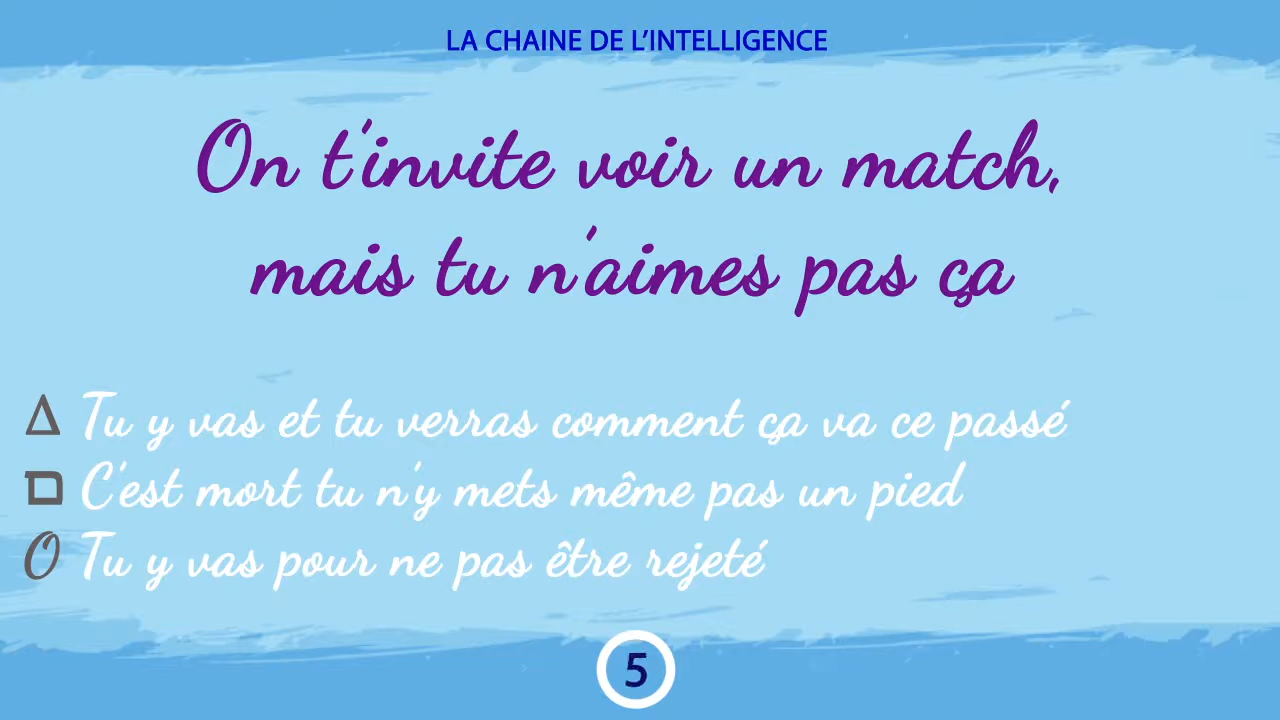 LA CHAINE DE L'INTELLIGENCE
On t'invite voir un match,
mais tu n'aimes pas ça
Δ Tu y vas et tu verras comment ça va ce passé
◻ C'est mort tu n'y mets même pas un pied
O Tu y vas pour ne pas être rejeté
5